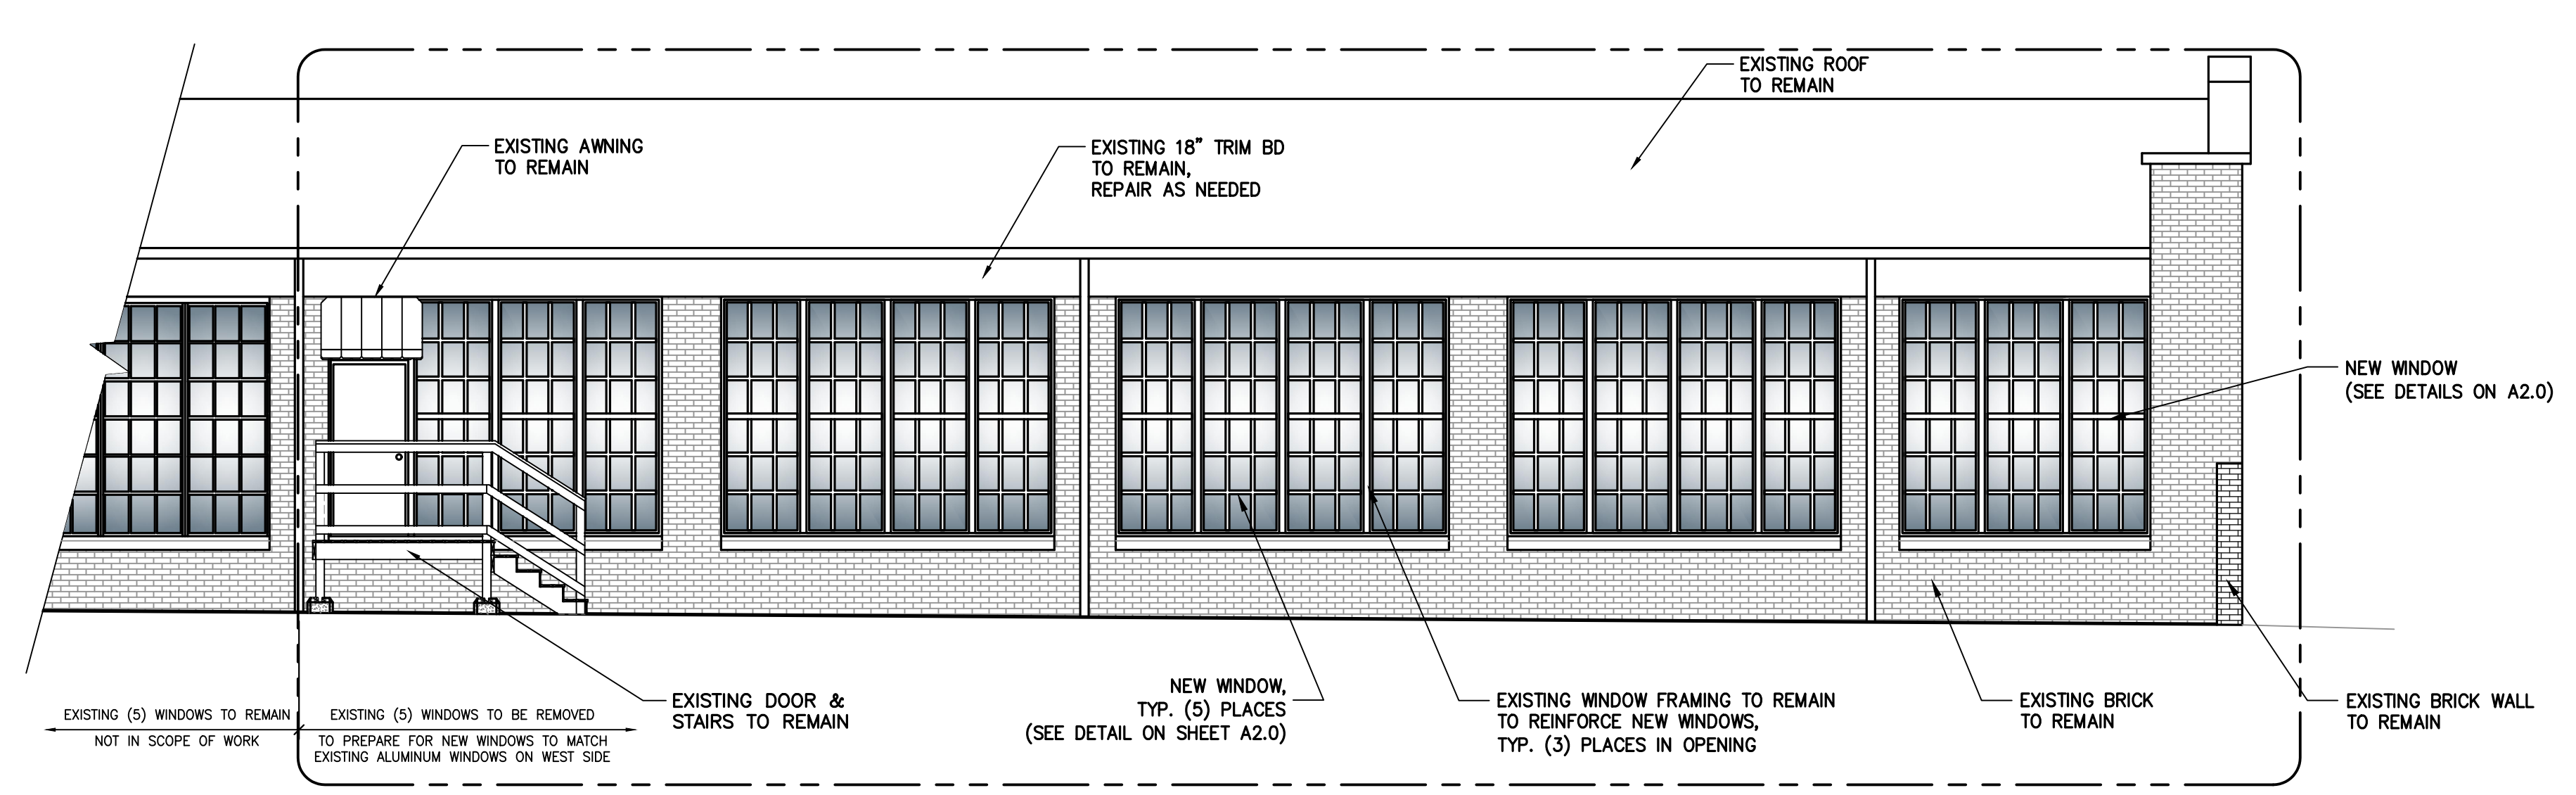 EXISTING ROOF
TO REMAIN
EXISTING AWNING
TO REMAIN
EXISTING 18” TRIM BD
TO REMAIN,
REPAIR AS NEEDED
NEW WINDOW
(SEE DETAILS ON A2.0)
EXISTING DOOR &
STAIRS TO REMAIN
NEW WINDOW,
TYP. (5) PLACES
(SEE DETAIL ON SHEET A2.0)
EXISTING WINDOW FRAMING TO REMAIN
TO REINFORCE NEW WINDOWS,
TYP. (3) PLACES IN OPENING
EXISTING BRICK
TO REMAIN
EXISTING BRICK WALL
TO REMAIN
EXISTING (5) WINDOWS TO REMAIN
NOT IN SCOPE OF WORK
EXISTING (5) WINDOWS TO BE REMOVED
TO PREPARE FOR NEW WINDOWS TO MATCH
EXISTING ALUMINUM WINDOWS ON WEST SIDE